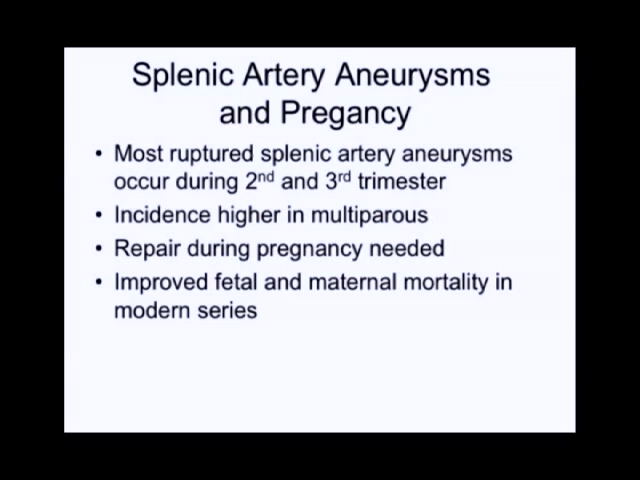 Splenic Artery Aneurysms
and Pregancy
• Most ruptured splenic artery aneurysms
occur during 2nd and 3rd trimester
• Incidence higher in multiparous
• Repair during pregnancy needed
• Improved fetal and maternal mortality in
modern series